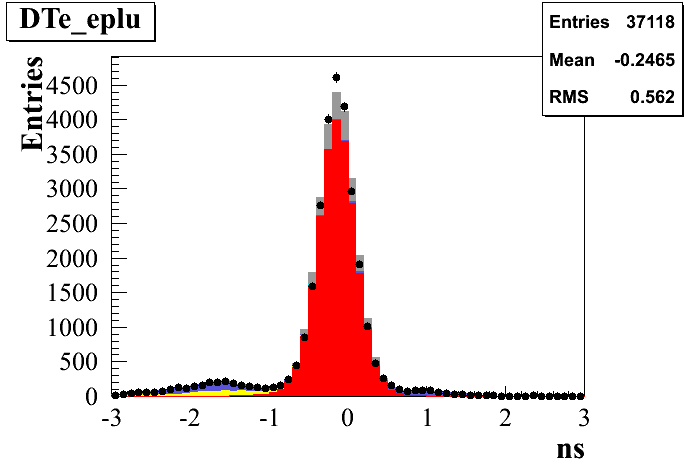 DTe_eplu
Entries 37118
Mean -0.2465
RMS 0.562
Entries
4500
4000
3500
3000
2500
2000
1500
1000
500
0
-3 -2 -1 0 1 2 3
ns